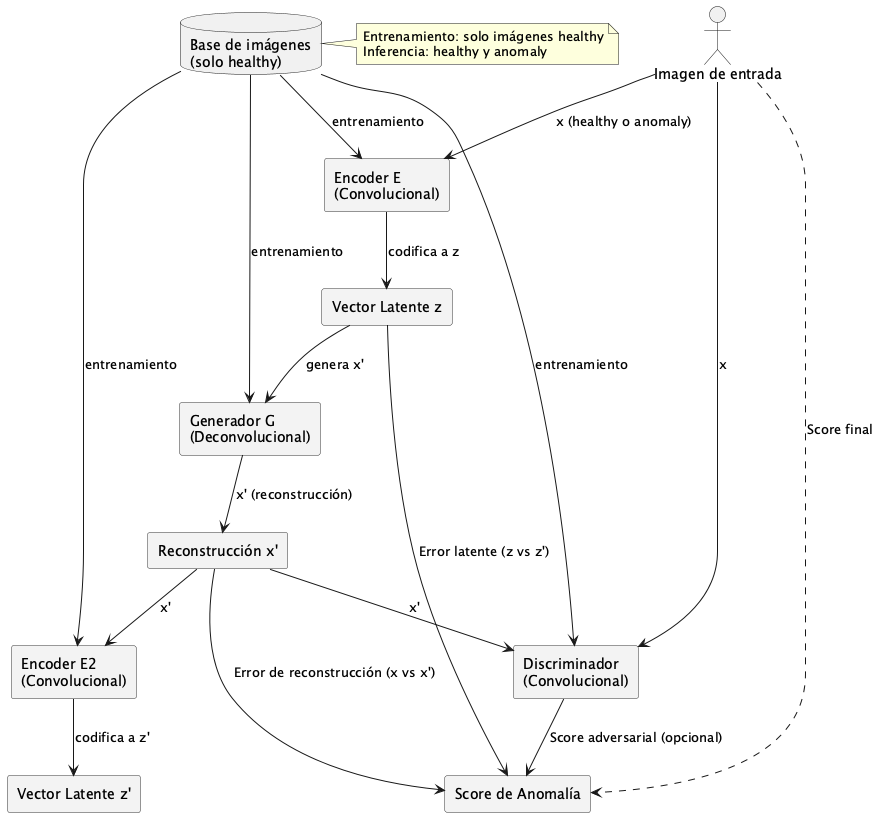 Base de imágenes
(solo healthy)
Entrenamiento: solo imágenes healthy
Inferencia: healthy y anomaly
Imagen de entrada
entrenamiento
x (healthy o anomaly)
Encoder E
(Convolucional)
entrenamiento
codifica a z
Vector Latente z
entrenamiento
genera x'
entrenamiento
x
Generador G
(Deconvolucional)
Score final
x' (reconstrucción)
Reconstrucción x'
Error latente (z vs z')
x'
x'
Encoder E2
(Convolucional)
Error de reconstrucción (x vs x')
Discriminador
(Convolucional)
codifica a z'
Score adversarial (opcional)
Vector Latente z'
Score de Anomalía